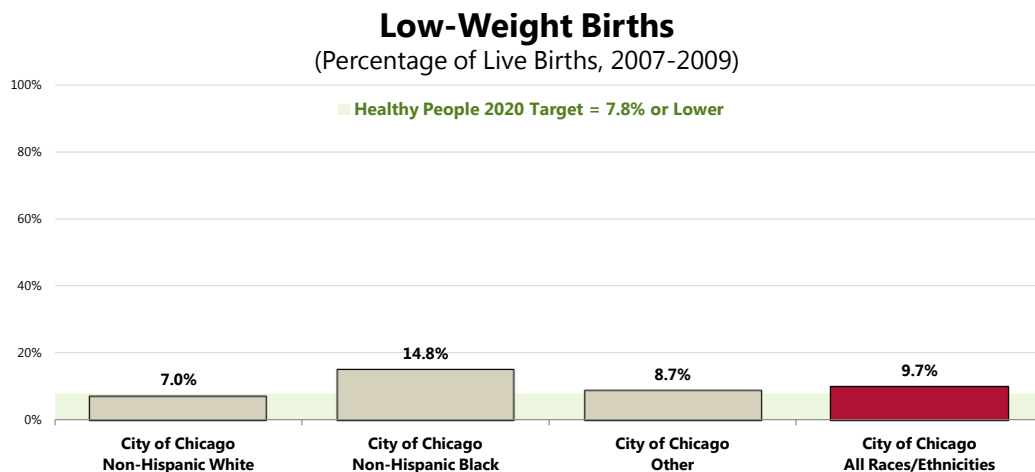 Low-Weight Births
(Percentage of Live Births, 2007-2009)
100%
Healthy People 2020 Target = 7.8% or Lower
80%
60%
40%
20%
0%
7.0%
14.8%
8.7%
9.7%
City of Chicago
Non-Hispanic White
City of Chicago
Non-Hispanic Black
City of Chicago
Other
City of Chicago
All Races/Ethnicities